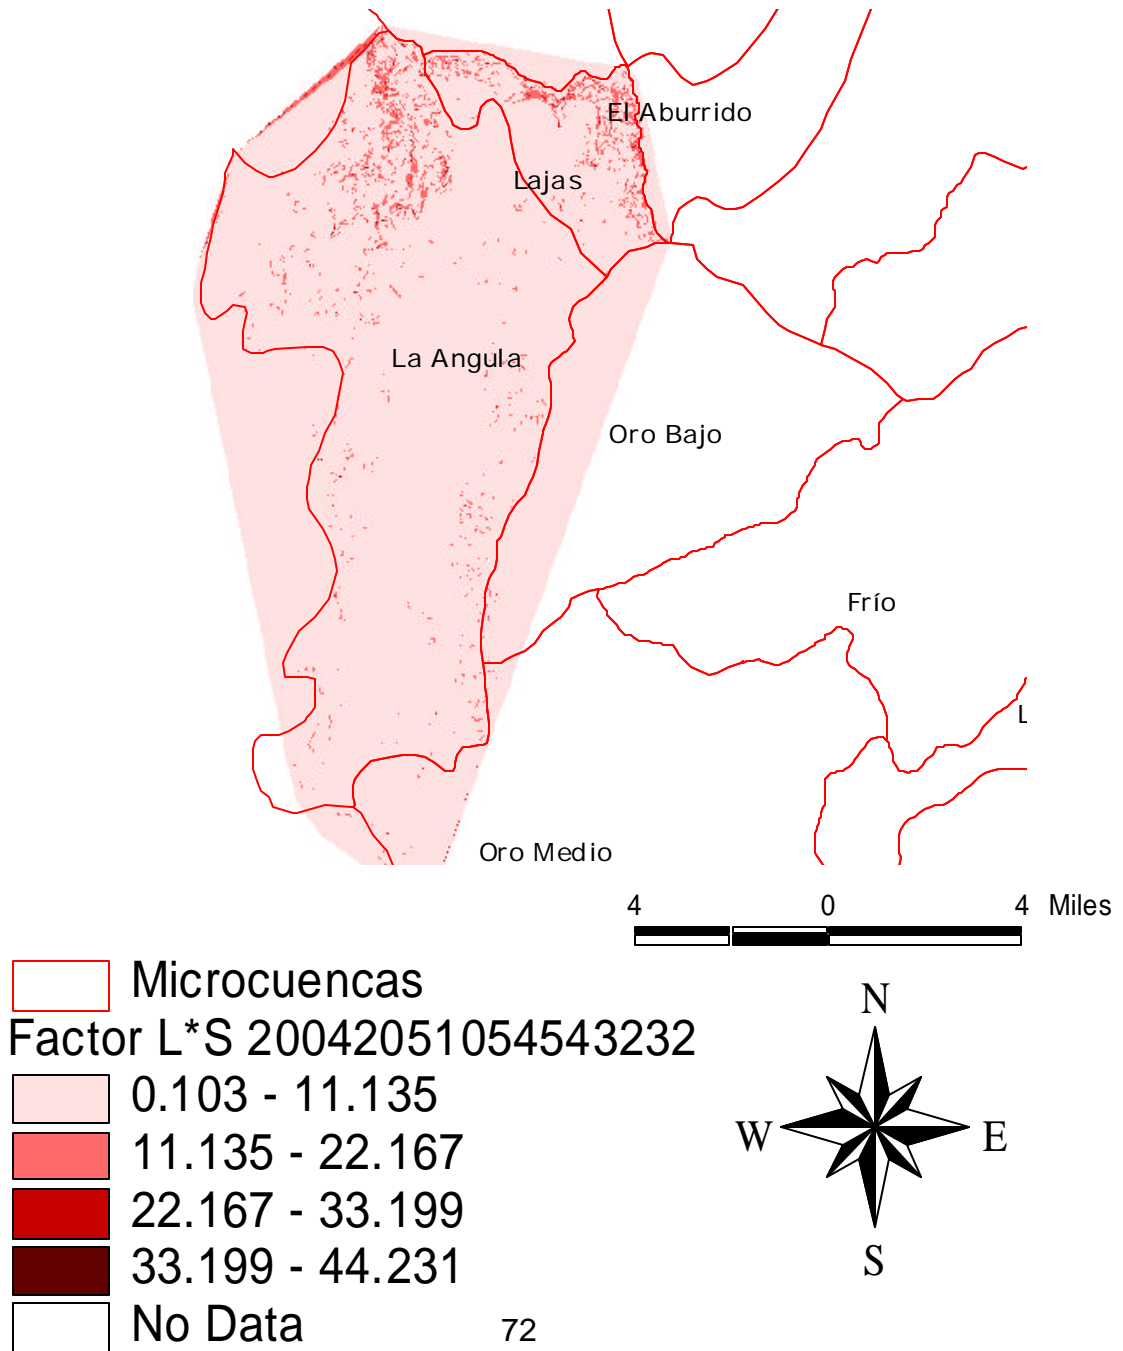 El Aburrido
Lajas
La Angula
Oro Bajo
Frío
L
Oro Medio
4 0 4 Miles
Microcuencas
Factor L*S 20042051054543232
0.103 - 11.135
11.135 - 22.167
22.167 - 33.199
33.199 - 44.231
No Data
N
W E
S
72